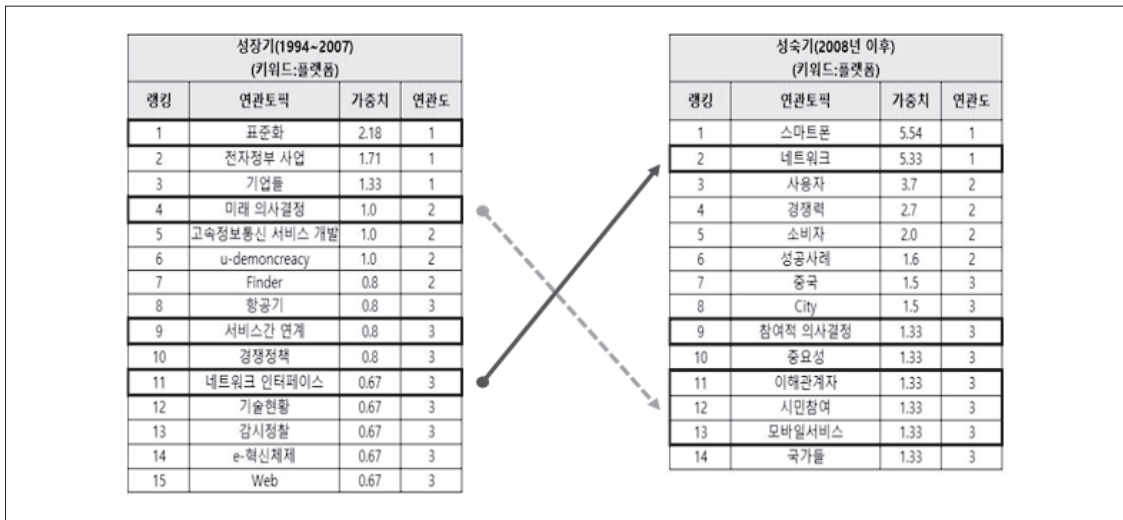 성장기(1994~2007)
(키워드:플랫폼)
랭킹 연관토픽 가중치 연관도
1 표준화 2.18 1
2 전자정부 사업 1.71 1
3 기업들 1.33 1
4 미래 의사결정 1.0 2
5 고속정보통신 서비스 개발 1.0 2
6 u-demoncreacy 1.0 2
7 Finder 0.8 2
8 항공기 0.8 3
9 서비스간 연계 0.8 3
10 경쟁정책 0.8 3
11 네트워크 인터페이스 0.67 3
12 기술현황 0.67 3
13 감시정찰 0.67 3
14 e-혁신체제 0.67 3
15 Web 0.67 3
성숙기(2008년 이후)
(키워드:플랫폼)
랭킹 연관토픽 가중치 연관도
1 스마트폰 5.54 1
2 네트워크 5.33 1
3 사용자 3.7 2
4 경쟁력 2.7 2
5 소비자 2.0 2
6 성공사례 1.6 2
7 중국 1.5 3
8 City 1.5 3
9 참여적 의사결정 1.33 3
10 중요성 1.33 3
11 이해관계자 1.33 3
12 시민참여 1.33 3
13 모바일서비스 1.33 3
14 국가들 1.33 3